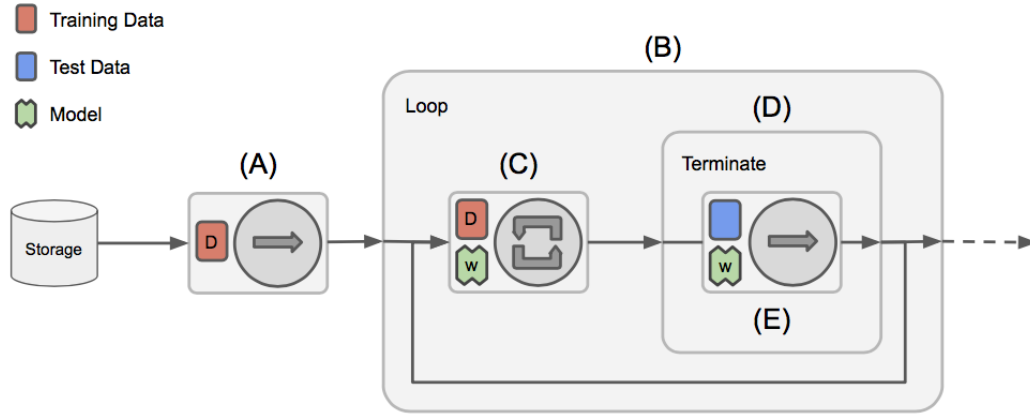 Training Data
Test Data
Model
(B)
Loop
(D)
(A)
(C)
Terminate
Storage
D
D
W
W
(E)